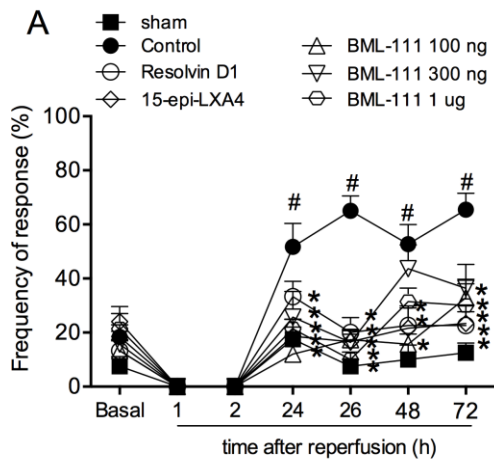 A
sham
Control
Resolvin D1
15-epi-LXA4
BML-111 100 ng
BML-111 300 ng
BML-111 1 ug
Frequency of response (%)
100
80
60
40
20
0
# # # #
* * * *
* * * *
* * *
* * * * *
Basal 1 2 24 26 48 72
time after reperfusion (h)